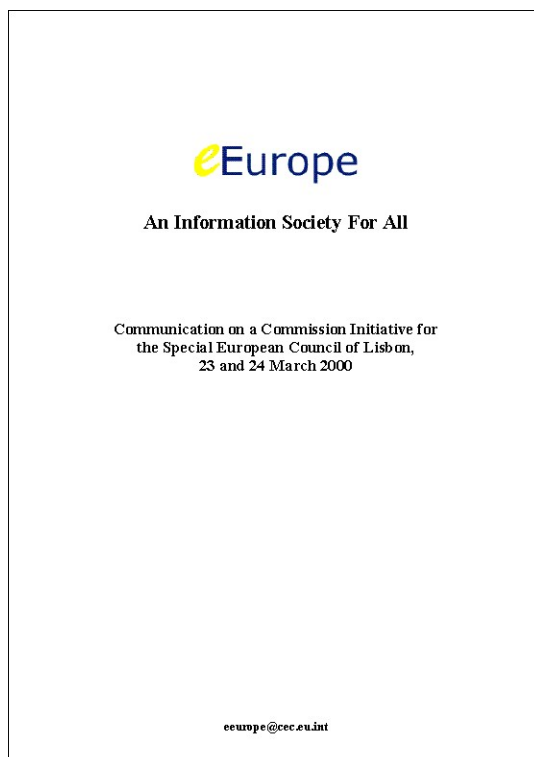 eEurope
An Information Society For All
Communication on a Commission Initiative for
the Special European Council of Lisbon,
23 and 24 March 2000
eeurope@cec.eu.int